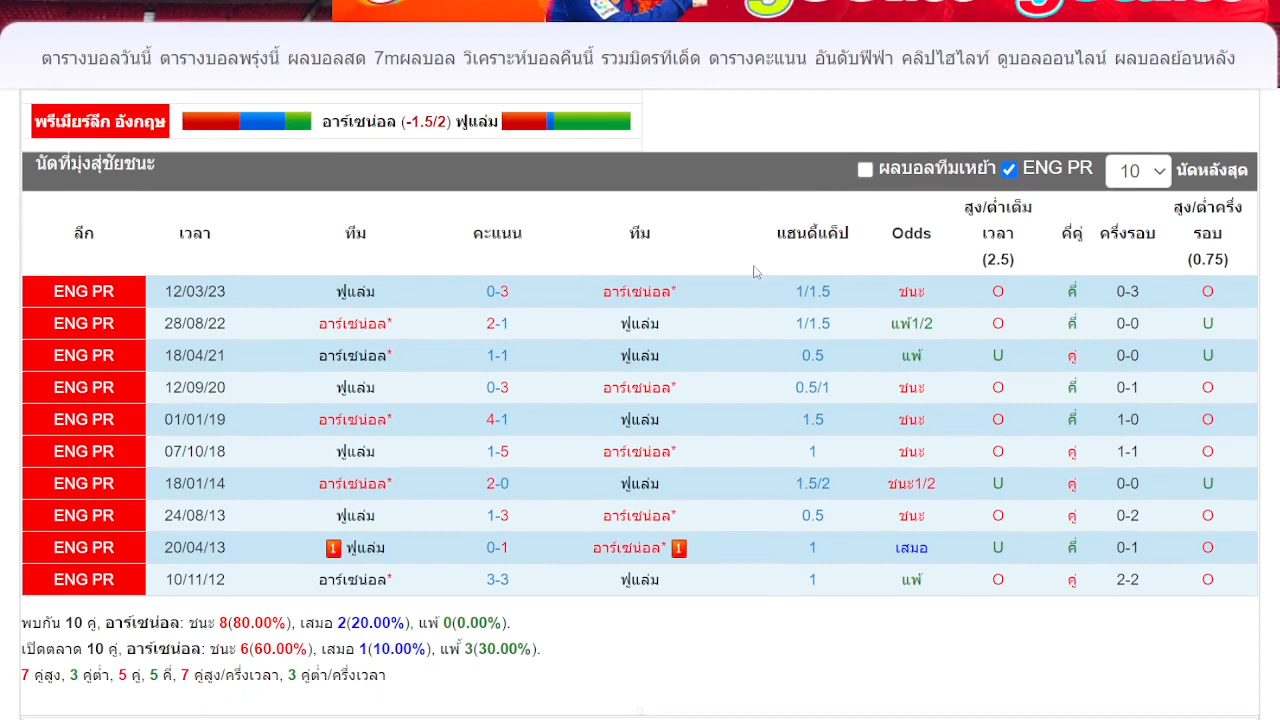 ตารางบอลวันนี้ ตารางบอลพรุ่งนี้ ผลบอลสด 7mผลบอล วิเคราะห์บอลคืนนี้ รวมมิตรทีเด็ด ตารางคะแนน อันดับฟีฟ่า คลิปไฮไลท์ ดูบอลออนไลน์ ผลบอลย้อนหลัง
พรีเมียร์ลีก อังกฤษ อาร์เซน่อล (-1.5/2) ฟูแล่ม
นัดที่มุ่งสุ่ชัยชนะ ผลบอลทีมเหย้า ENG PR 10 นัดหลังสุด
ลีก เวลา ทีม คะแนน ทีม แฮนดี้แค็ป Odds สูง/ต่ำเต็มเวลา (2.5) คี่คู่ ครึ่งรอบ สูง/ต่ำครึ่งรอบ (0.75)
ENG PR 12/03/23 ฟูแล่ม 0-3 อาร์เซน่อล* 1/1.5 ชนะ O คี่ 0-3 O
ENG PR 28/08/22 อาร์เซน่อล* 2-1 ฟูแล่ม 1/1.5 แพ้1/2 O คี่ 0-0 U
ENG PR 18/04/21 อาร์เซน่อล* 1-1 ฟูแล่ม 0.5 แพ้ U คู่ 0-0 U
ENG PR 12/09/20 ฟูแล่ม 0-3 อาร์เซน่อล* 0.5/1 ชนะ O คี่ 0-1 O
ENG PR 01/01/19 อาร์เซน่อล* 4-1 ฟูแล่ม 1.5 ชนะ O คี่ 1-0 O
ENG PR 07/10/18 ฟูแล่ม 1-5 อาร์เซน่อล* 1 ชนะ O คู่ 1-1 O
ENG PR 18/01/14 อาร์เซน่อล* 2-0 ฟูแล่ม 1.5/2 ชนะ1/2 U คู่ 0-0 U
ENG PR 24/08/13 ฟูแล่ม 1-3 อาร์เซน่อล* 0.5 ชนะ O คู่ 0-2 O
ENG PR 20/04/13 1 ฟูแล่ม 0-1 อาร์เซน่อล* 1 1 เสมอ U คี่ 0-1 O
ENG PR 10/11/12 อาร์เซน่อล* 3-3 ฟูแล่ม 1 แพ้ O คู่ 2-2 O
พบกัน 10 คู่, อาร์เซน่อล: ชนะ 8(80.00%), เสมอ 2(20.00%), แพ้ 0(0.00%).
เปิดตลาด 10 คู่, อาร์เซน่อล: ชนะ 6(60.00%), เสมอ 1(10.00%), แพ้ 3(30.00%).
7 คู่สูง, 3 คู่ต่ำ, 5 คู่, 5 คี่, 7 คู่สูง/ครึ่งเวลา, 3 คู่ต่ำ/ครึ่งเวลา